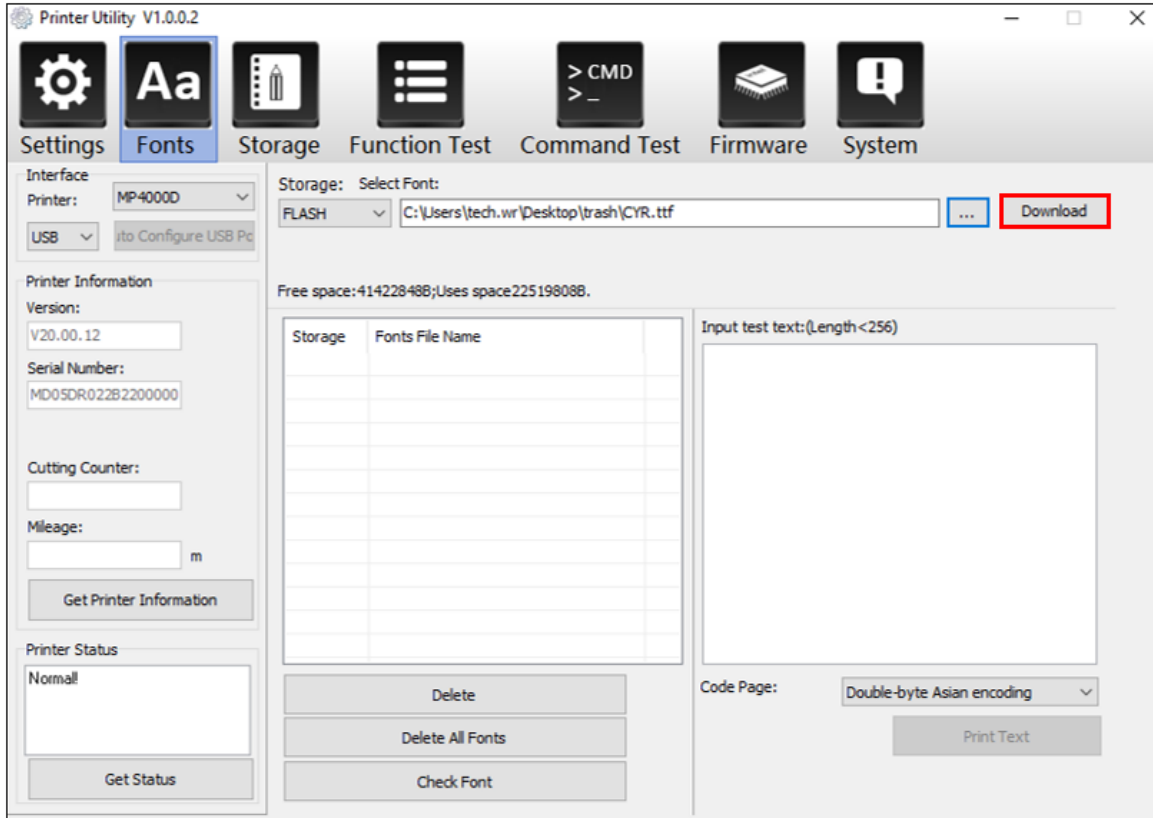 Printer Utility V1.0.0.2
Aa
> CMD
>_
Settings Fonts Storage Function Test Command Test Firmware System
Interface
Printer: MP4000D
USB
ito Configure USB Pc
Storage: Select Font:
FLASH C:\Users\tech.wr\Desktop\trash\CYR.ttf ... Download
Free space:41422848B;Uses space22519808B.
Printer Information
Version:
V20.00.12
Serial Number:
MD05DR022B2200000
Cutting Counter:
Mileage:
m
Get Printer Information
Printer Status
Normal!
Get Status
Storage Fonts File Name
Delete
Delete All Fonts
Check Font
Input test text:(Length<256)
Code Page: Double-byte Asian encoding
Print Text